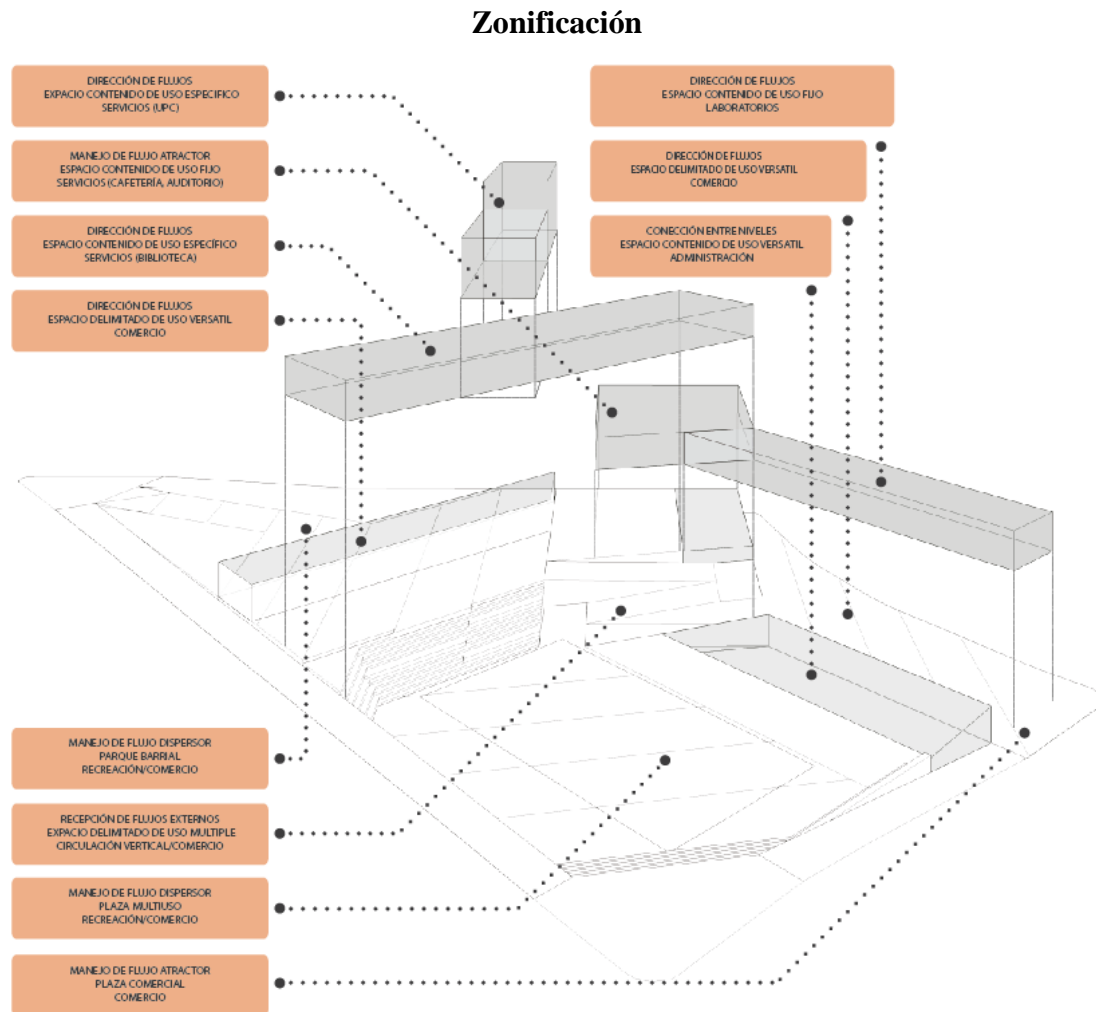 Zonificación
DIRECCIÓN DE FLUJOS
EXPACIO CONTENIDO DE USO ESPECIFICO
SERVICIOS (UPC)
MANEJO DE FLUJO ATRACTOR
ESPACIO CONTENIDO DE USO FIJO
SERVICIOS (CAFETERÍA, AUDITORIO)
DIRECCIÓN DE FLUJOS
ESPACIO CONTENIDO DE USO ESPECÍFICO
SERVICIOS (BIBLIOTECA)
DIRECCIÓN DE FLUJOS
ESPACIO DELIMITADO DE USO VERSATIL
COMERCIO
DIRECCIÓN DE FLUJOS
ESPACIO CONTENIDO DE USO FIJO
LABORATORIOS
DIRECCIÓN DE FLUJOS
ESPACIO DELIMITADO DE USO VERSATIL
COMERCIO
CONECCIÓN ENTRE NIVELES
ESPACIO CONTENIDO DE USO VERSATIL
ADMINISTRACIÓN
MANEJO DE FLUJO DISPERSOR
PARQUE BARRIAL
RECREACIÓN/COMERCIO
RECEPCIÓN DE FLUJOS EXTERNOS
ESPACIO DELIMITADO DE USO MULTIPLE
CIRCULACIÓN VERTICAL/COMERCIO
MANEJO DE FLUJO DISPERSOR
PLAZA MULTIUSO
RECREACIÓN/COMERCIO
MANEJO DE FLUJO ATRACTOR
PLAZA COMERCIAL
COMERCIO